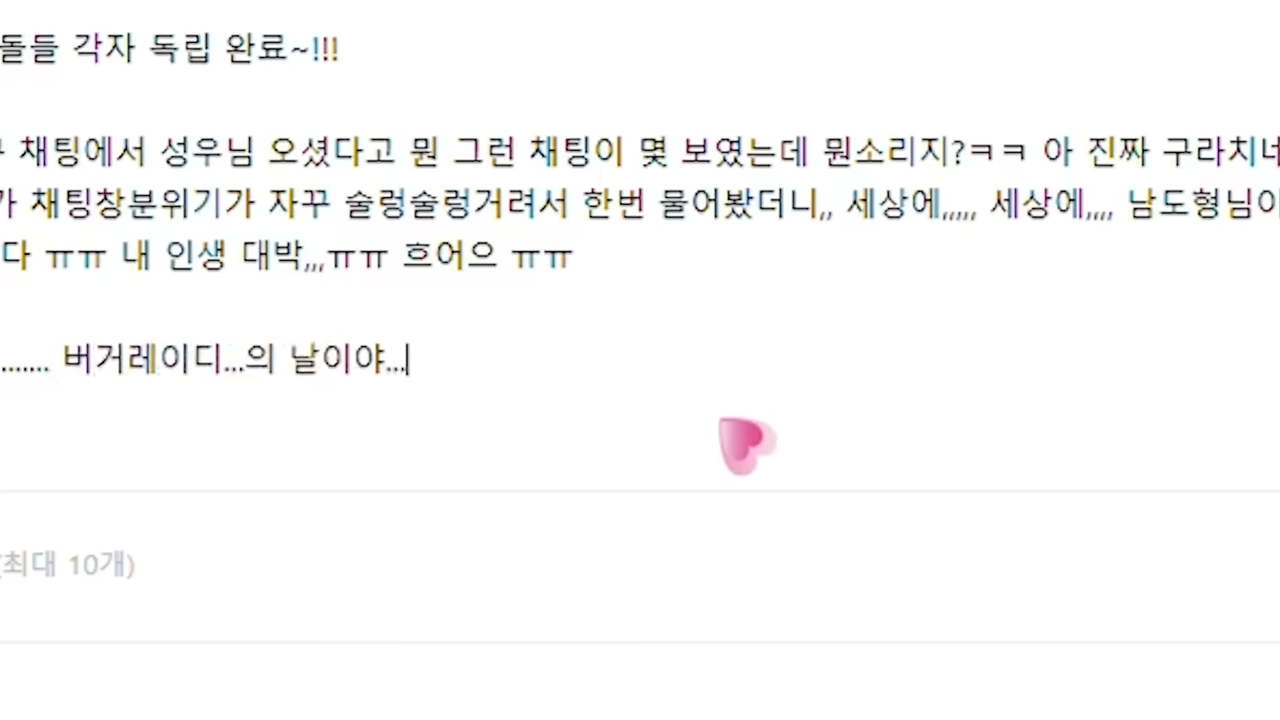 돌들 각자 독립 완료~!!!
채팅에서 성우님 오셨다고 뭔 그런 채팅이 몇 보였는데 뭔소리지?ㅋㅋ 아 진짜 구라치네
가 채팅창분위기가 자꾸 술렁술렁거려서 한번 물어봤더니,, 세상에,,,,, 세상에,,,, 남도형님이
다 ㅠㅠ 내 인생 대박,,,ㅠㅠ 흐어으 ㅠㅠ
....... 버거레이디...의 날이야...
(최대 10개)